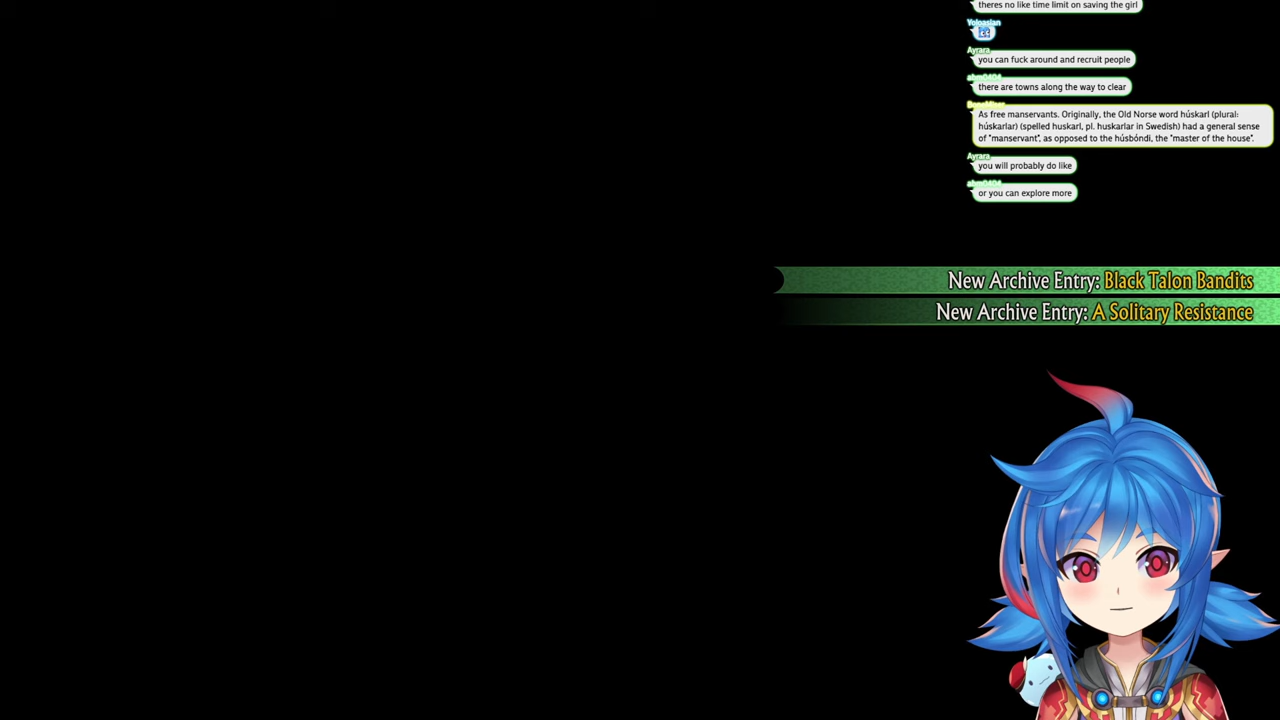 theres no like time limit on saving the girl
Yoloasian
Ayrara
you can fuck around and recruit people
abm0404
there are towns along the way to clear
As free manservants. Originally, the Old Norse word húskarl (plural:
húskarlar) (spelled huskarl, pl. huskarlar in Swedish) had a general sense
of "manservant", as opposed to the húsbóndi, the "master of the house".
Ayrara
you will probably do like
abm0404
or you can explore more
New Archive Entry: Black Talon Bandits
New Archive Entry: A Solitary Resistance